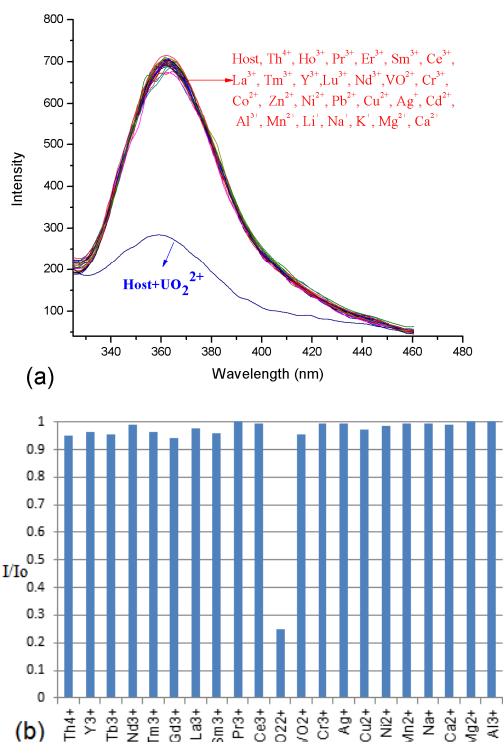 800
700
600
500
400
300
200
100
Intensity
Host, Th⁴⁺, Ho³⁺, Pr³⁺, Er³⁺, Sm³⁺, Ce³⁺,
La³⁺, Tm³⁺, Y³⁺,Lu³⁺, Nd³⁺,VO²⁺, Cr³⁺,
Co²⁺, Zn²⁺, Ni²⁺, Pb²⁺, Cu²⁺, Ag⁺, Cd²⁺,
Al³⁺, Mn²⁺, Li⁺, Na⁺, K⁺, Mg²⁺, Ca²⁺
Host+UO₂²⁺
340 360 380 400 420 440 460 480
Wavelength (nm)
(a)
1
0.9
0.8
0.7
0.6
0.5
0.4
0.3
0.2
0.1
0
I/Io
Th4+ Y3+ Tb3+ Nd3+ Tm3+ Gd3+ La3+ Sm3+ Pr3+ Ce3+ O22+ VO2+ Cr3+ Ag+ Cu2+ Ni2+ Mn2+ Na+ Ca2+ Mg2+ Al3+
(b)